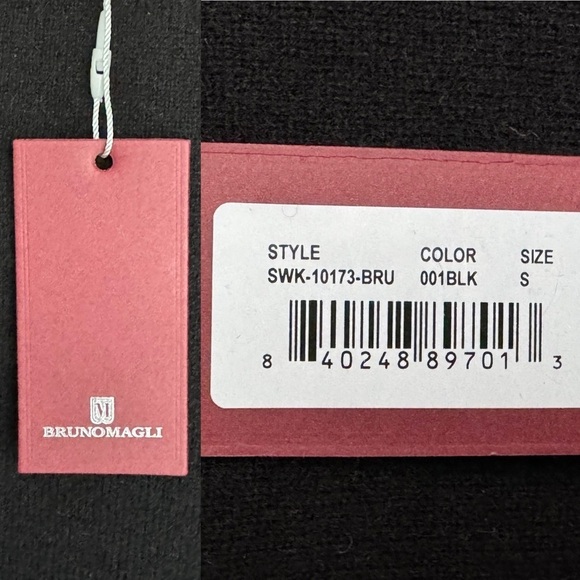 M
BRUNOMAGLI
STYLE COLOR SIZE
SWK-10173-BRU 001BLK S
8 40248 89701 3